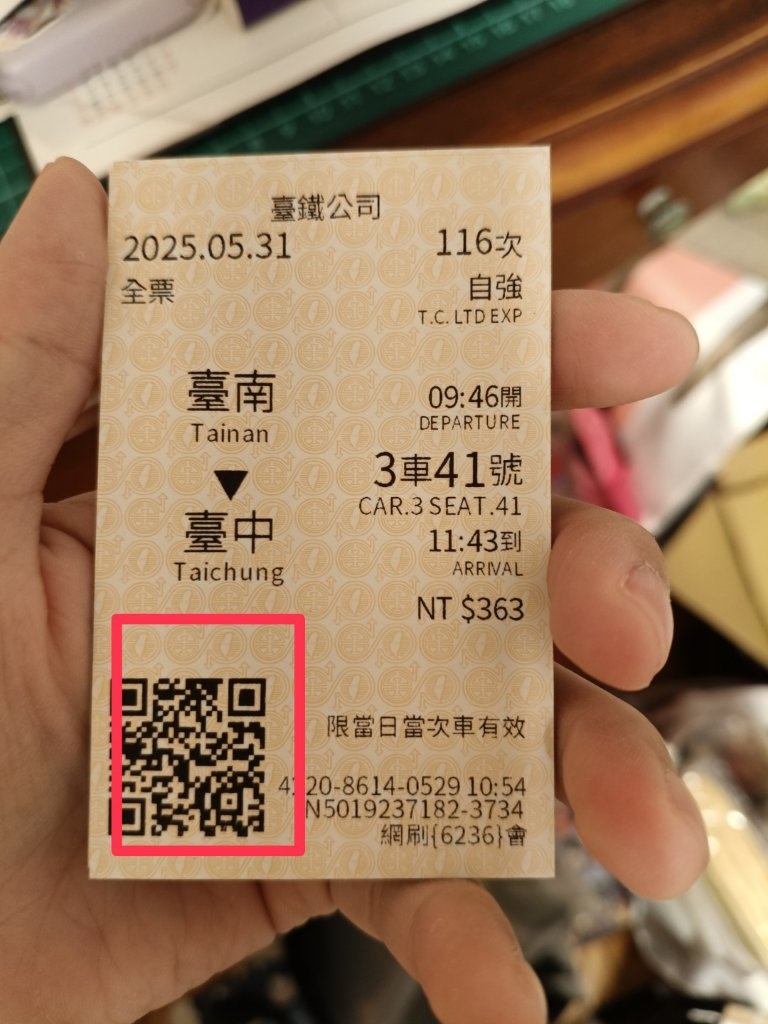 臺鐵公司
2025.05.31 116次
全票 自強
T.C. LTD EXP
臺南 09:46開
Tainan DEPARTURE
3車41號
CAR.3 SEAT.41
臺中 11:43到
Taichung ARRIVAL
NT $363
限當日當次車有效
20-8614-0529 10:54
N5019237182-3734
網刷{6236}會